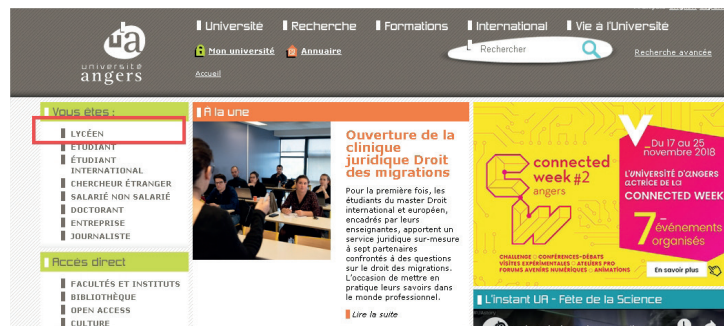 Université
Recherche
Formations
International
Vie à l'Université
Mon université
Annuaire
Rechercher
Recherche avancée
Accueil
ua
université
angers
Vous êtes :
LYCÉEN
ÉTUDIANT
ÉTUDIANT
INTERNATIONAL
CHERCHEUR ÉTRANGER
SALARIÉ NON SALARIÉ
DOCTORANT
ENTREPRISE
JOURNALISTE
Accès direct
FACULTÉS ET INSTITUTS
BIBLIOTHÈQUE
OPEN ACCESS
CULTURE
À la une
Ouverture de la
clinique
juridique Droit
des migrations
Pour la première fois, les
étudiants du master Droit
international et européen,
encadrés par leurs
enseignantes, apportent un
service juridique sur-mesure
à sept partenaires
confrontés à des questions
sur le droit des migrations.
L'occasion de mettre en
pratique leurs savoirs dans
le monde professionnel.
Lire la suite
connected
week #2
angers
CHALLENGE CONFÉRENCES-DÉBATS
VISITES EXPÉRIMENTALES ATELIERS PRO
FORUMS AVENIRS NUMÉRIQUES ANIMATIONS
_Du 17 au 25
novembre 2018
L'UNIVERSITÉ D'ANGERS
ACTRICE DE LA
CONNECTED WEEK
7 événements
organisés
En savoir plus
L'instant UA - Fête de la Science